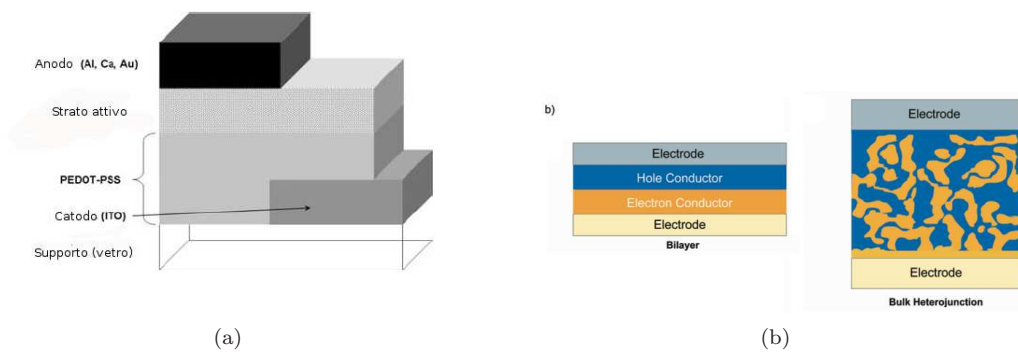 Anodo (Al, Ca, Au)
Strato attivo
PEDOT-PSS
Catodo (ITO)
Supporto (vetro)
(a)
b)
Electrode
Hole Conductor
Electron Conductor
Electrode
Bilayer
Electrode
Electrode
Bulk Heterojunction
(b)